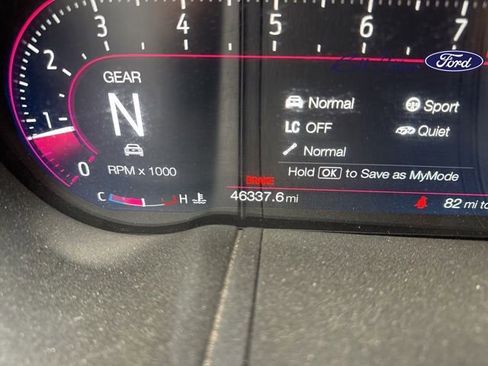 3 4 5 6 7
2
1
0
GEAR
N
RPM x 1000
C H
Ford
Normal Sport
LC OFF Quiet
Normal
Hold OK to Save as MyMode
BRAKE
46337.6 mi
82 mi to